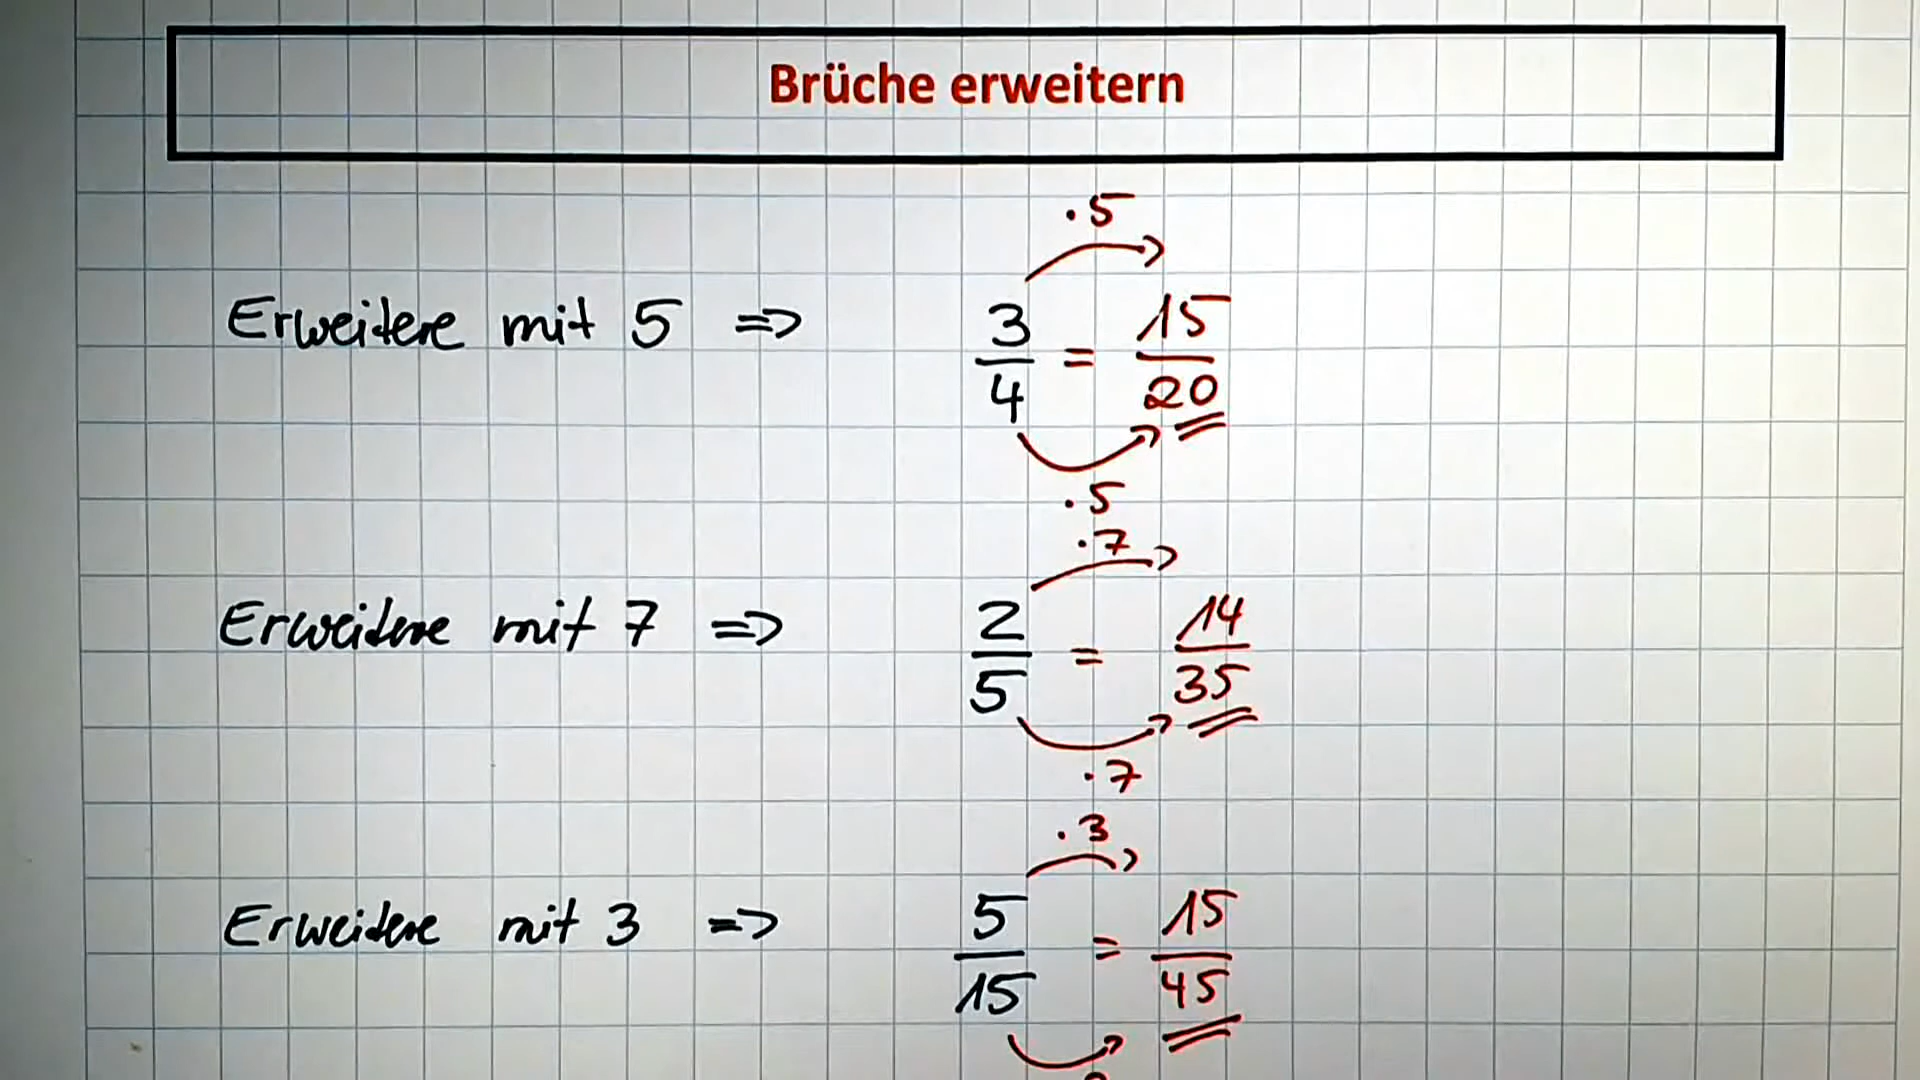 Brüche erweitern
· 5
Erweitere mit 5 => 3/4 = 15/20
· 5
· 7
Erweitere mit 7 => 2/5 = 14/35
· 7
· 3
Erweitere mit 3 => 5/15 = 15/45